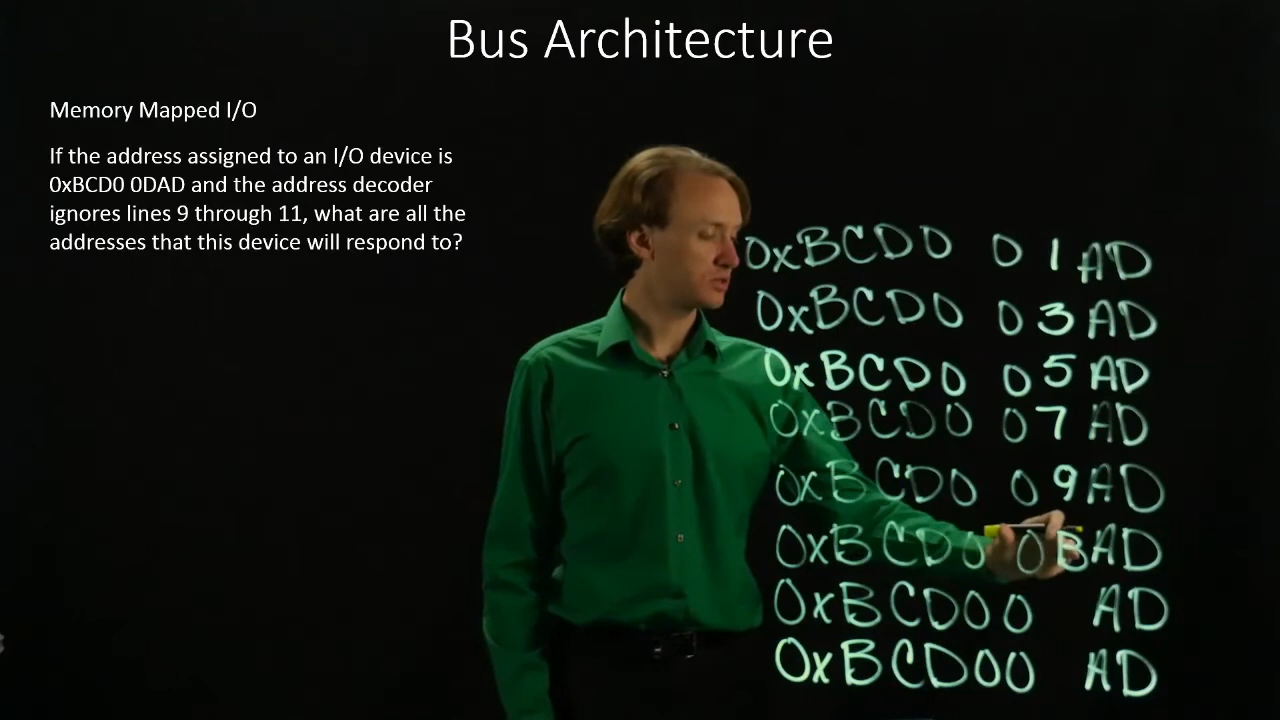 Bus Architecture
Memory Mapped I/O
If the address assigned to an I/O device is
0xBCD0 0DAD and the address decoder
ignores lines 9 through 11, what are all the
addresses that this device will respond to?
0xBCD0 01AD
0xBCD0 03AD
0xBCD0 05AD
0xBCD0 07AD
0xBCD0 09AD
0xBCD0 0BAD
0xBCD00 AD
0xBCD00 AD